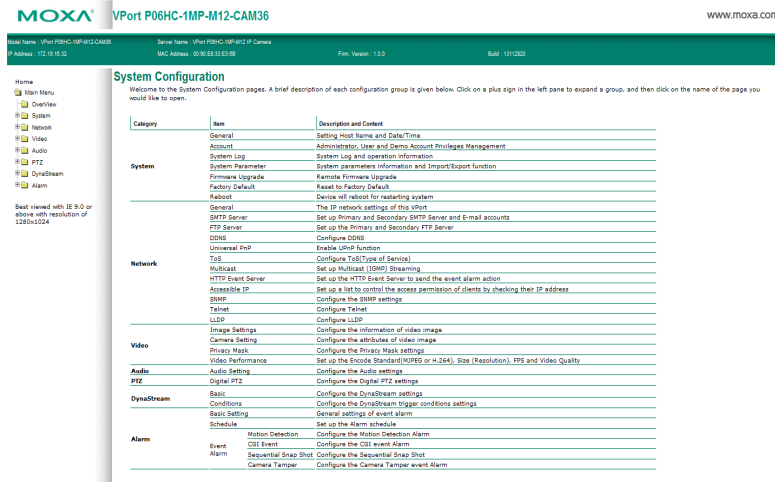 MOXA
VPort P06HC-1MP-M12-CAM36
www.moxa.com
Model Name : VPort P06HC-1MP-M12-CAM36
Server Name : VPort P06HC-1MP-M12 IP Camera
IP Address : 172.19.16.32
MAC Address : 00:90:E8:33:E3:6B
Firm. Version : 1.0.0
Build : 13112820
Home
Main Menu
OverView
System
Network
Video
Audio
PTZ
DynaStream
Alarm
Best viewed with IE 9.0 or
above with resolution of
1280x1024
System Configuration
Welcome to the System Configuration pages. A brief description of each configuration group is given below. Click on a plus sign in the left pane to expand a group, and then click on the name of the page you
would like to open.
Category Item Description and Content
System
General Setting Host Name and Date/Time
Account Administrator, User and Demo Account Privileges Management
System Log System Log and operation information
System Parameter System parameters information and Import/Export function
Firmware Upgrade Remote Firmware Upgrade
Factory Default Reset to Factory Default
Reboot Device will reboot for restarting system
Network
General The IP network settings of this VPort
SMTP Server Set up Primary and Secondary SMTP Server and E-mail accounts
FTP Server Set up the Primary and Secondary FTP Server
DDNS Configure DDNS
Universal PnP Enable UPnP function
ToS Configure ToS(Type of Service)
Multicast Set up Multicast (IGMP) Streaming
HTTP Event Server Set up the HTTP Event Server to send the event alarm action
Accessible IP Set up a list to control the access permission of clients by checking their IP address
SNMP Configure the SNMP settings
Telnet Configure Telnet
LLDP Configure LLDP
Video
Image Settings Configure the information of video image
Camera Setting Configure the attributes of video image
Privacy Mask Configure the Privacy Mask settings
Video Performance Set up the Encode Standard(MJPEG or H.264), Size (Resolution), FPS and Video Quality
Audio Audio Setting Configure the Audio settings
PTZ Digital PTZ Configure the Digital PTZ settings
DynaStream
Basic Configure the DynaStream settings
Conditions Configure the DynaStream trigger conditions settings
Alarm
Basic Setting General settings of event alarm
Schedule Set up the Alarm schedule
Event
Alarm
Motion Detection Configure the Motion Detection Alarm
CGI Event Configure the CGI event Alarm
Sequential Snap Shot Configure the Sequential Snap Shot
Camera Tamper Configure the Camera Tamper event Alarm